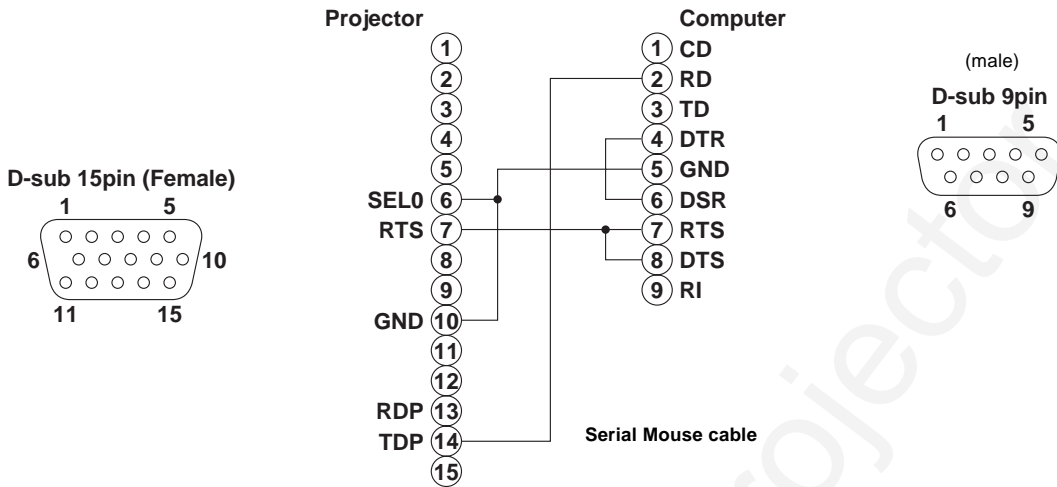 Projector
Computer
1
2
3
4
5
SEL0 6
RTS 7
8
9
GND 10
11
12
RDP 13
TDP 14
15
1 CD
2 RD
3 TD
4 DTR
5 GND
6 DSR
7 RTS
8 DTS
9 RI
D-sub 15pin (Female)
1 5
6 10
11 15
(male)
D-sub 9pin
1 5
6 9
Serial Mouse cable
rojector